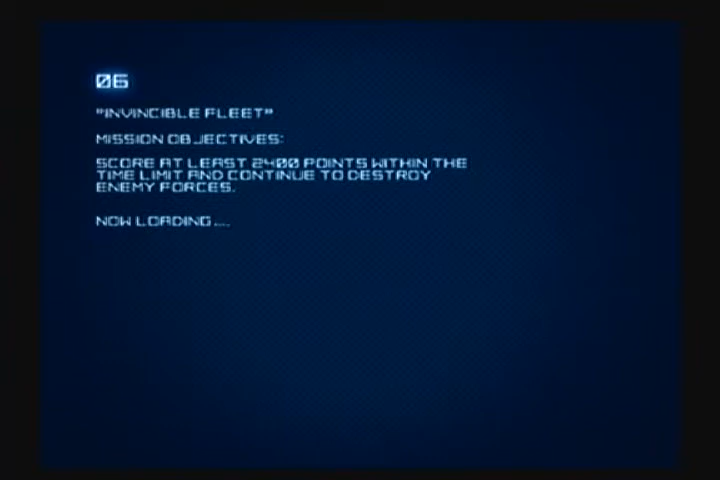 06
"INVINCIBLE FLEET"
MISSION OBJECTIVES:
SCORE AT LEAST 2400 POINTS WITHIN THE
TIME LIMIT AND CONTINUE TO DESTROY
ENEMY FORCES.
NOW LOADING....